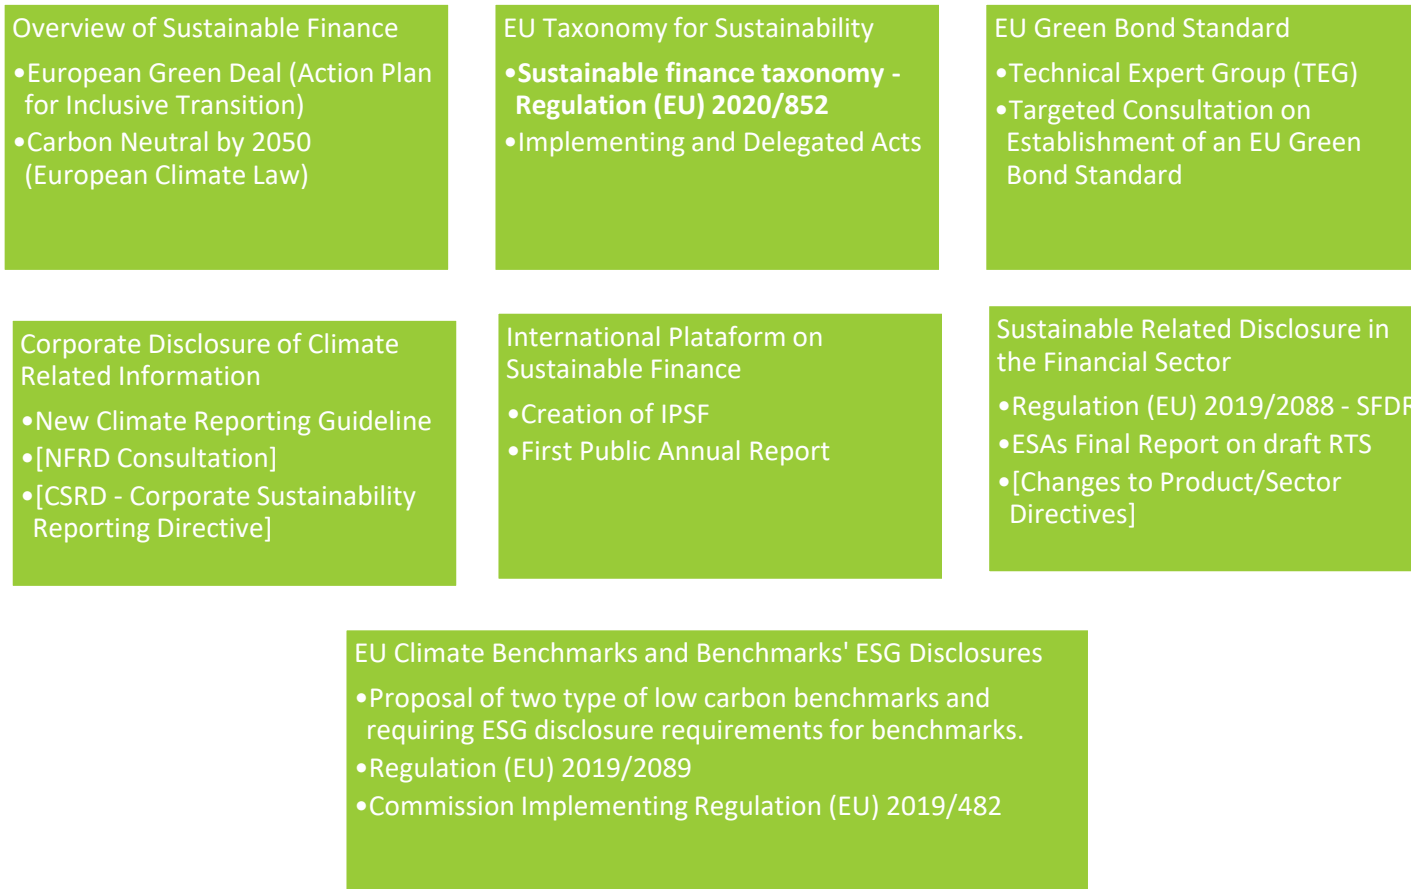 Overview of Sustainable Finance
•European Green Deal (Action Plan
for Inclusive Transition)
•Carbon Neutral by 2050
(European Climate Law)
EU Taxonomy for Sustainability
•Sustainable finance taxonomy -
Regulation (EU) 2020/852
•Implementing and Delegated Acts
EU Green Bond Standard
•Technical Expert Group (TEG)
•Targeted Consultation on
Establishment of an EU Green
Bond Standard
Corporate Disclosure of Climate
Related Information
•New Climate Reporting Guideline
•[NFRD Consultation]
•[CSRD - Corporate Sustainability
Reporting Directive]
International Plataform on
Sustainable Finance
•Creation of IPSF
•First Public Annual Report
Sustainable Related Disclosure in
the Financial Sector
•Regulation (EU) 2019/2088 - SFDR
•ESAs Final Report on draft RTS
•[Changes to Product/Sector
Directives]
EU Climate Benchmarks and Benchmarks' ESG Disclosures
•Proposal of two type of low carbon benchmarks and
requiring ESG disclosure requirements for benchmarks.
•Regulation (EU) 2019/2089
•Commission Implementing Regulation (EU) 2019/482